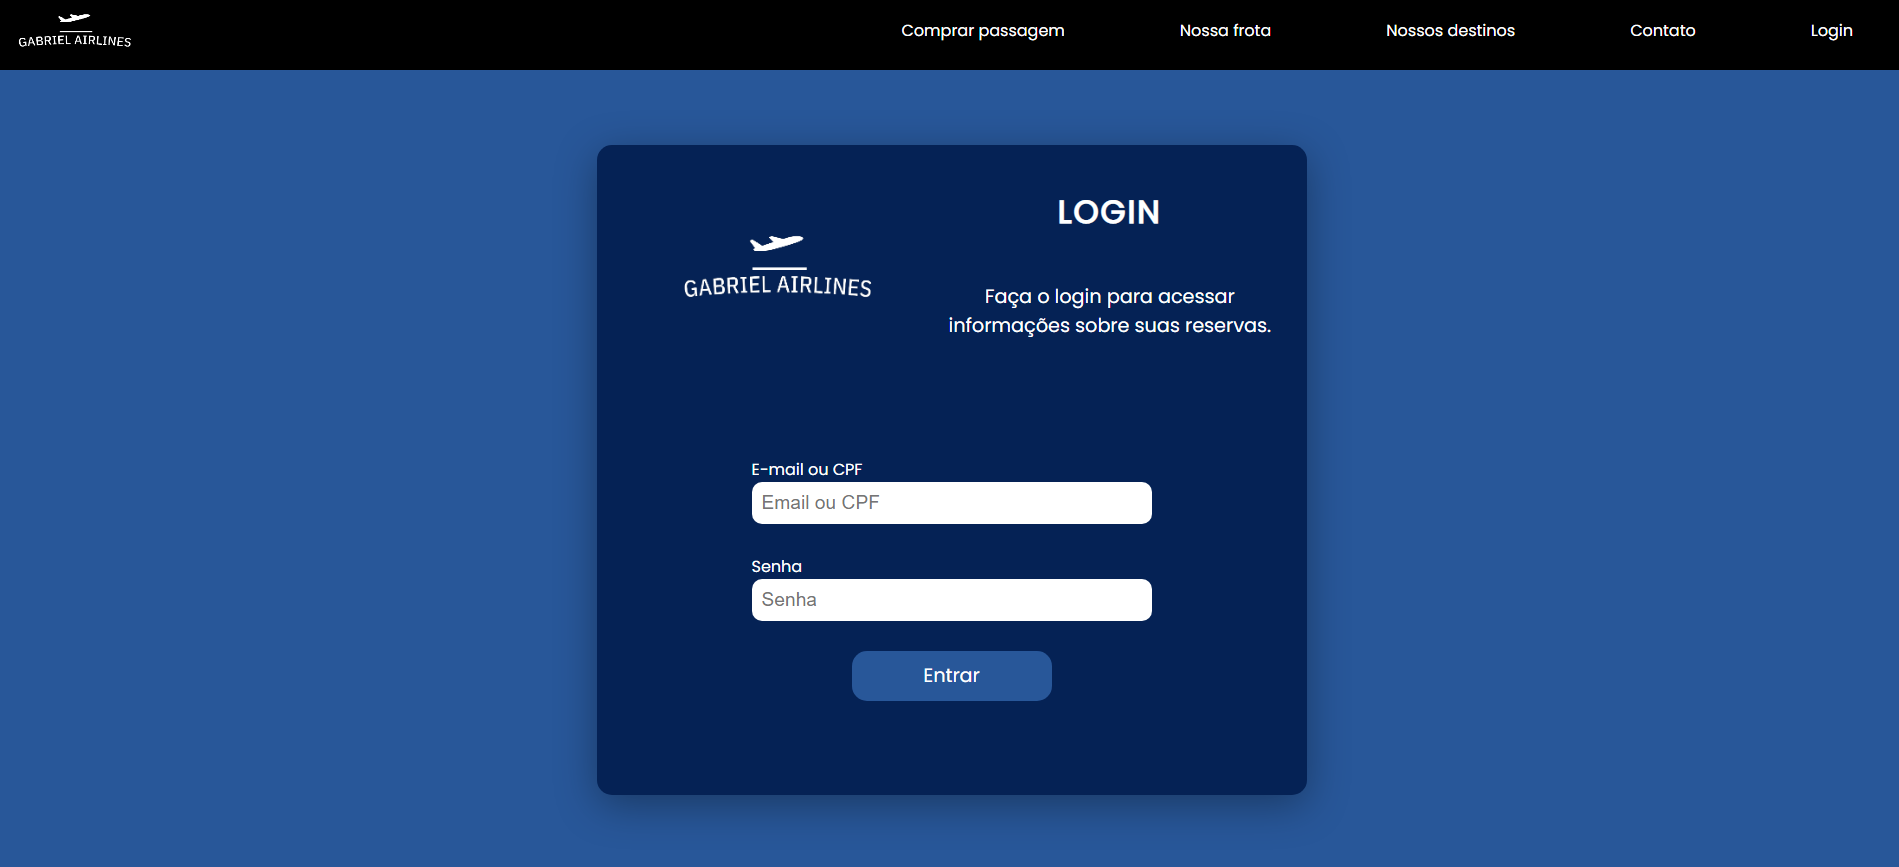 GABRIEL AIRLINES
Comprar passagem
Nossa frota
Nossos destinos
Contato
Login
GABRIEL AIRLINES
LOGIN
Faça o login para acessar
informações sobre suas reservas.
E-mail ou CPF
Email ou CPF
Senha
Senha
Entrar